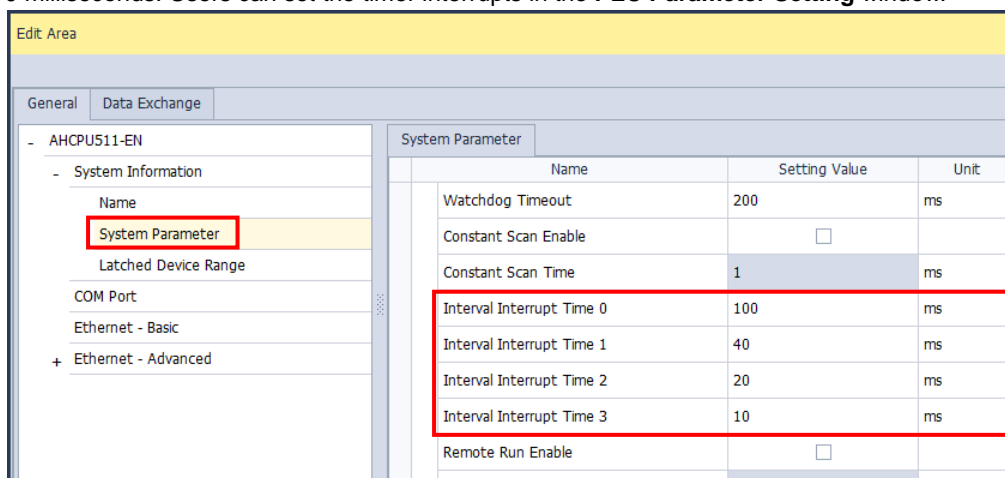 Edit Area
General Data Exchange
- AHCPU511-EN
- System Information
Name
System Parameter
Latched Device Range
COM Port
Ethernet - Basic
+ Ethernet - Advanced
System Parameter
Name Setting Value Unit
Watchdog Timeout 200 ms
Constant Scan Enable
Constant Scan Time 1 ms
Interval Interrupt Time 0 100 ms
Interval Interrupt Time 1 40 ms
Interval Interrupt Time 2 20 ms
Interval Interrupt Time 3 10 ms
Remote Run Enable